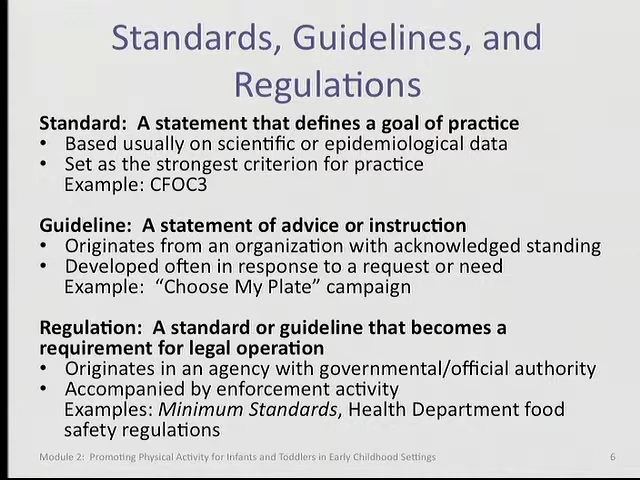 Standards, Guidelines, and
Regulations
Standard:  A statement that defines a goal of practice
• Based usually on scientific or epidemiological data
• Set as the strongest criterion for practice
Example: CFOC3
Guideline:  A statement of advice or instruction
• Originates from an organization with acknowledged standing
• Developed often in response to a request or need
Example:  “Choose My Plate” campaign
Regulation:  A standard or guideline that becomes a
requirement for legal operation
• Originates in an agency with governmental/official authority
• Accompanied by enforcement activity
Examples: Minimum Standards, Health Department food
safety regulations
Module 2:  Promoting Physical Activity for Infants and Toddlers in Early Childhood Settings
6